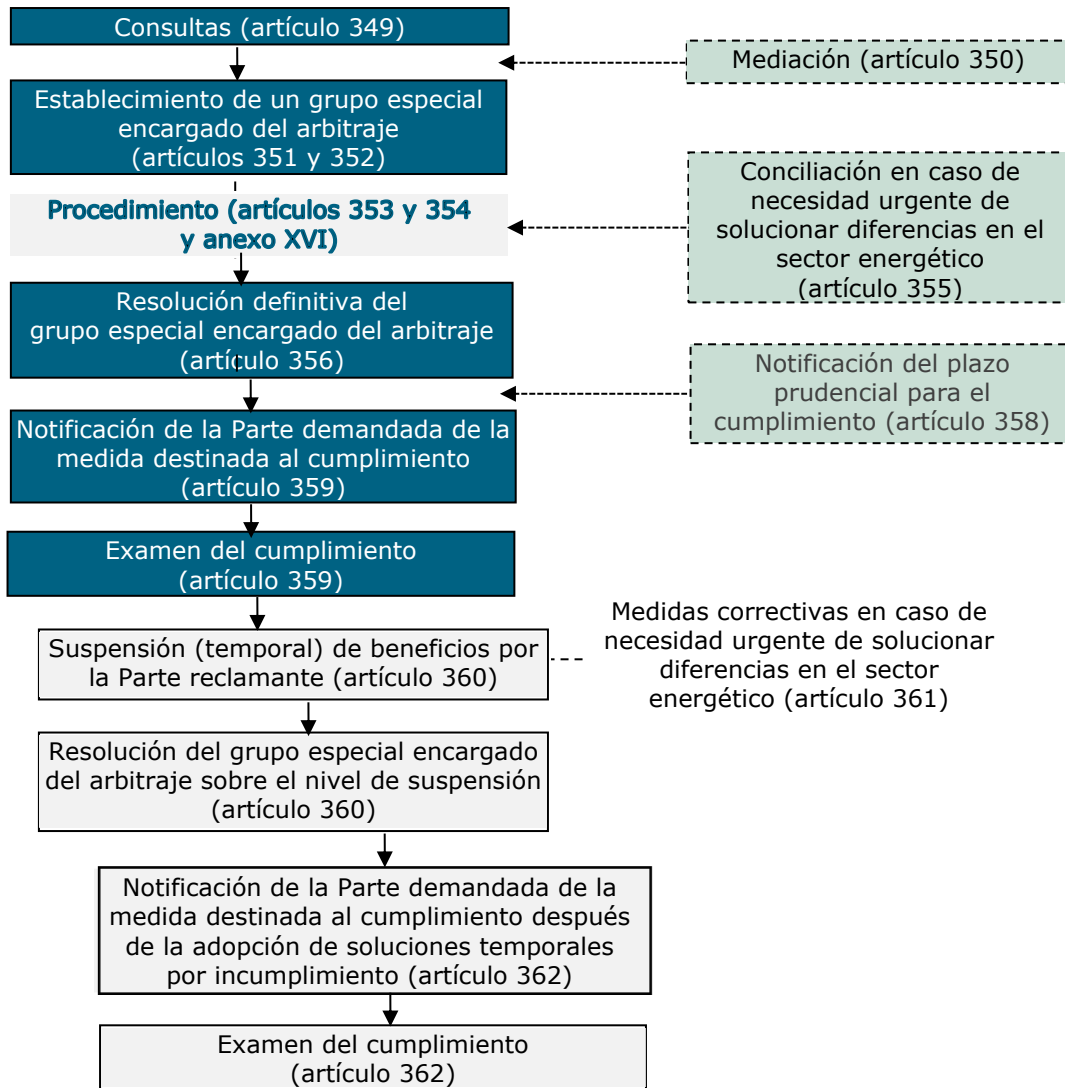 Consultas (artículo 349)
Mediación (artículo 350)
Establecimiento de un grupo especial
encargado del arbitraje
(artículos 351 y 352)
Conciliación en caso de
necesidad urgente de
solucionar diferencias en el
sector energético
(artículo 355)
Procedimiento (artículos 353 y 354
y anexo XVI)
Resolución definitiva del
grupo especial encargado del arbitraje
(artículo 356)
Notificación del plazo
prudencial para el
cumplimiento (artículo 358)
Notificación de la Parte demandada de la
medida destinada al cumplimiento
(artículo 359)
Examen del cumplimiento
(artículo 359)
Suspensión (temporal) de beneficios por
la Parte reclamante (artículo 360)
Medidas correctivas en caso de
necesidad urgente de solucionar
diferencias en el sector
energético (artículo 361)
Resolución del grupo especial encargado
del arbitraje sobre el nivel de suspensión
(artículo 360)
Notificación de la Parte demandada de la
medida destinada al cumplimiento después
de la adopción de soluciones temporales
por incumplimiento (artículo 362)
Examen del cumplimiento
(artículo 362)